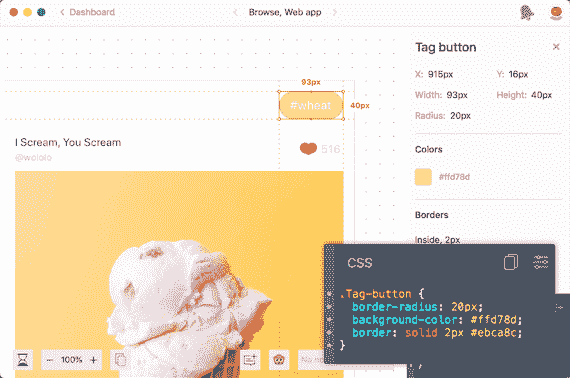 Dashboard
Browse, Web app
Tag button
X: 915px Y: 16px
Width: 93px Height: 40px
Radius: 20px
Colors
#ffd78d
Borders
Inside, 2px
93px
#wheat
40px
I Scream, You Scream
@wololo
516
CSS
.Tag-button {
border-radius: 20px;
background-color: #ffd78d;
border: solid 2px #ebca8c;
}
100%
}